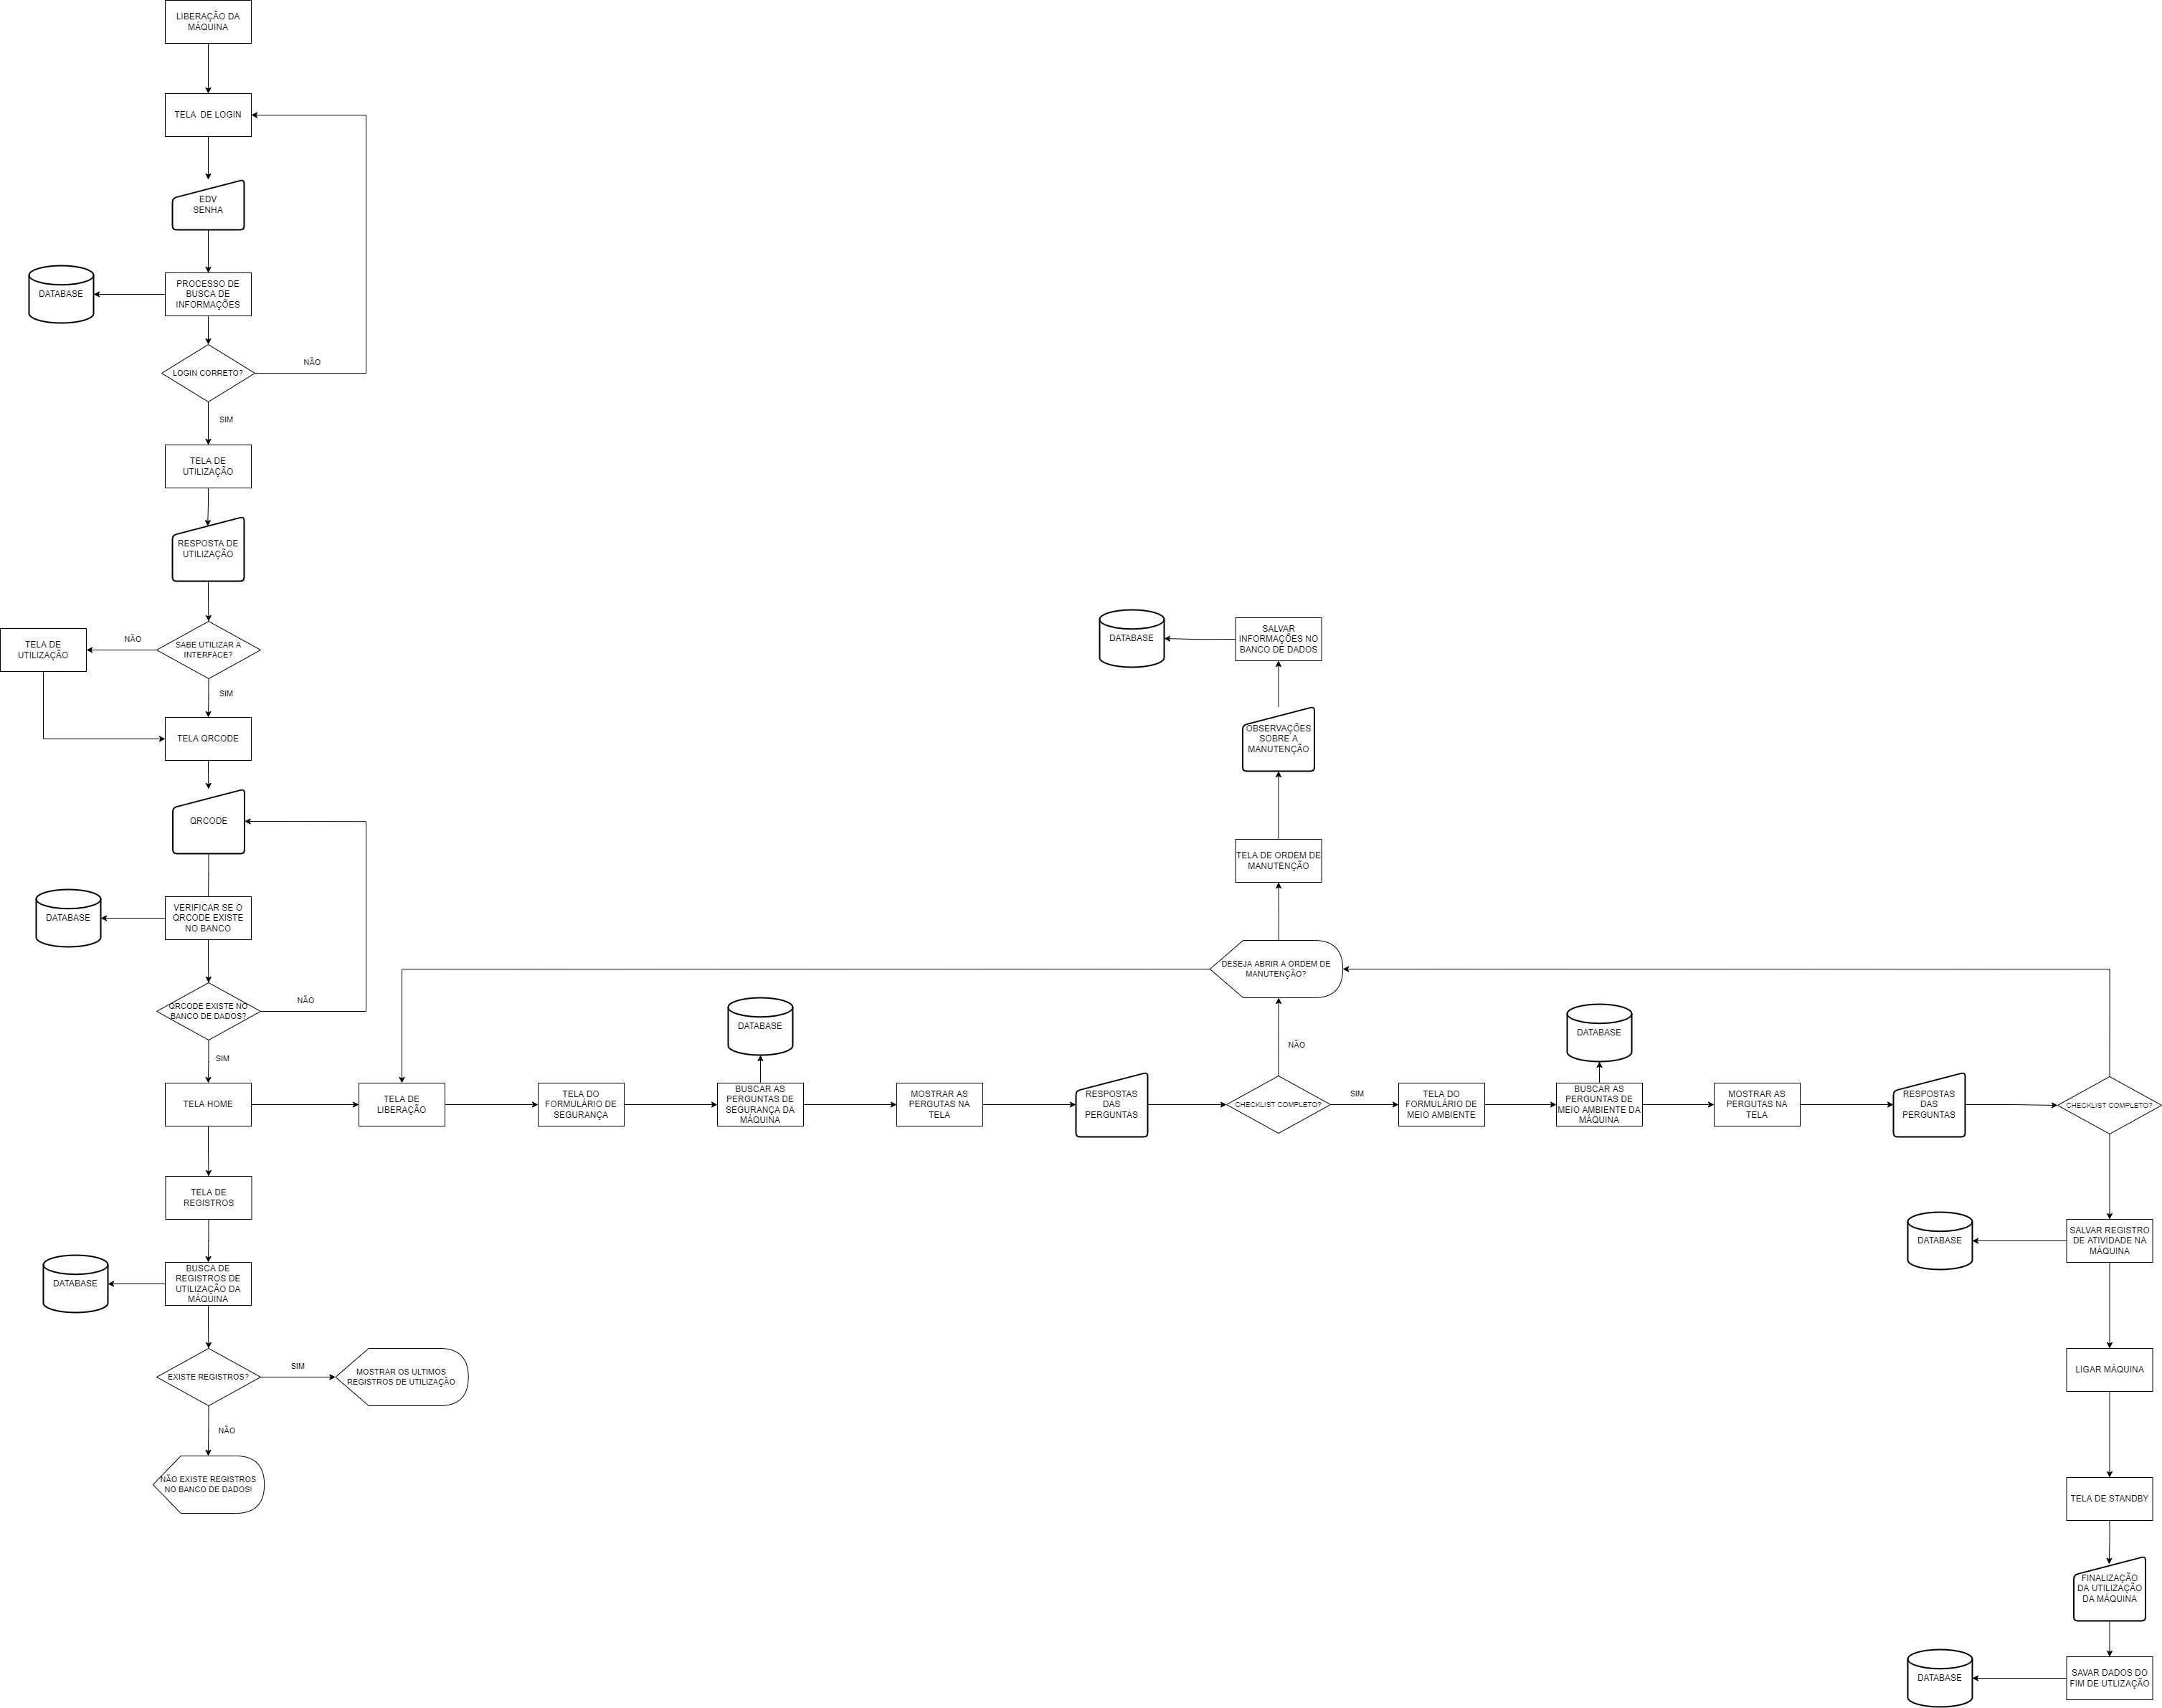 LIBERAÇÃO DA
MÁQUINA
TELA DE LOGIN
EDV
SENHA
DATABASE
PROCESSO DE
BUSCA DE
INFORMAÇÕES
LOGIN CORRETO?
NÃO
SIM
TELA DE
UTILIZAÇÃO
RESPOSTA DE
UTILIZAÇÃO
TELA DE
UTILIZAÇÃO
NÃO
SABE UTILIZAR A
INTERFACE?
SIM
TELA QRCODE
QRCODE
DATABASE
VERIFICAR SE O
QRCODE EXISTE
NO BANCO
QRCODE EXISTE NO
BANCO DE DADOS?
NÃO
SIM
DATABASE
SALVAR
INFORMAÇÕES NO
BANCO DE DADOS
OBSERVAÇÕES
SOBRE A
MANUTENÇÃO
TELA DE ORDEM DE
MANUTENÇÃO
DESEJA ABRIR A ORDEM DE
MANUTENÇÃO?
NÃO
TELA HOME
TELA DE
LIBERAÇÃO
TELA DO
FORMULÁRIO DE
SEGURANÇA
DATABASE
BUSCAR AS
PERGUNTAS DE
SEGURANÇA DA
MÁQUINA
MOSTRAR AS
PERGUTAS NA
TELA
RESPOSTAS
DAS
PERGUNTAS
CHECKLIST COMPLETO?
SIM
TELA DO
FORMULÁRIO DE
MEIO AMBIENTE
DATABASE
BUSCAR AS
PERGUNTAS DE
MEIO AMBIENTE DA
MÁQUINA
MOSTRAR AS
PERGUTAS NA
TELA
RESPOSTAS
DAS
PERGUNTAS
CHECKLIST COMPLETO?
TELA DE
REGISTROS
DATABASE
BUSCA DE
REGISTROS DE
UTILIZAÇÃO DA
MÁQUINA
EXISTE REGISTROS?
SIM
MOSTRAR OS ULTIMOS
REGISTROS DE UTILIZAÇÃO
NÃO
NÃO EXISTE REGISTROS
NO BANCO DE DADOS!
DATABASE
SALVAR REGISTRO
DE ATIVIDADE NA
MÁQUINA
LIGAR MÁQUINA
TELA DE STANDBY
FINALIZAÇÃO
DA UTILIZAÇÃO
DA MÁQUINA
DATABASE
SAVAR DADOS DO
FIM DE UTLIZAÇÃO